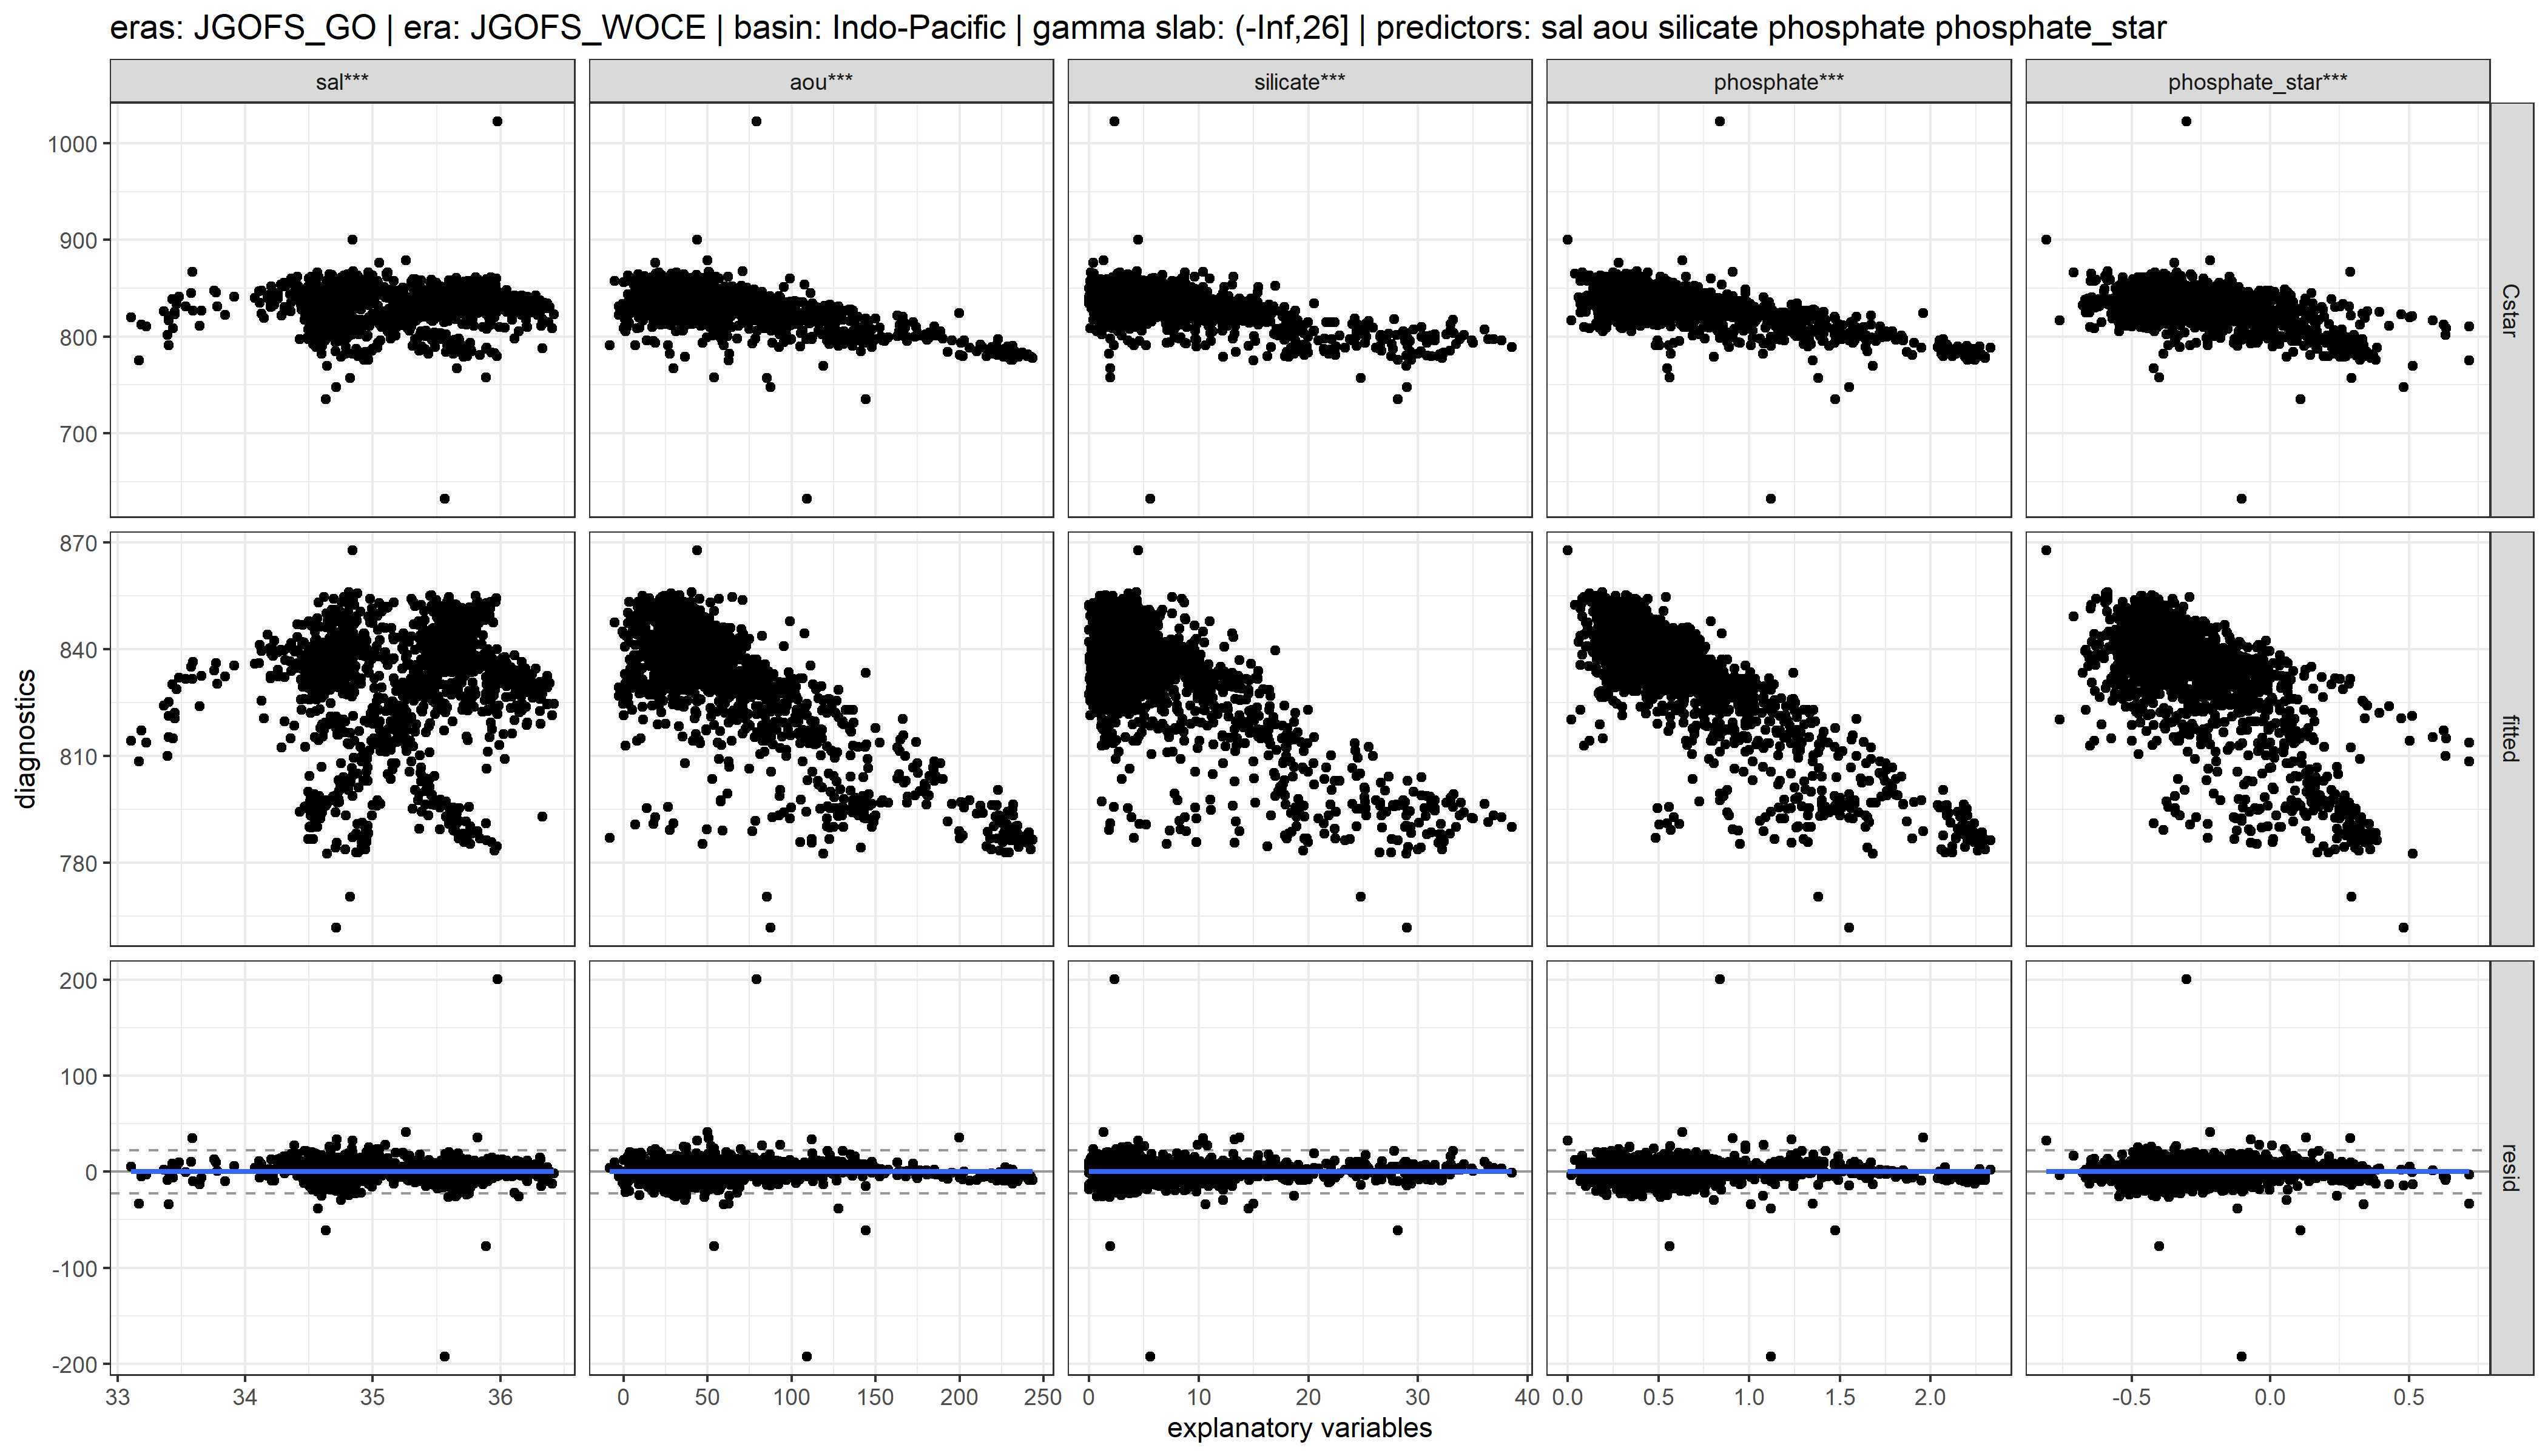 eras: JGOFS_GO | era: JGOFS_WOCE | basin: Indo-Pacific | gamma slab: (-Inf,26] | predictors: sal aou silicate phosphate phosphate_star
sal*** aou*** silicate*** phosphate*** phosphate_star***
1000
900
800
700
Cstar
870
840
810
780
fitted
diagnostics
200
100
0
-100
-200
resid
33 34 35 36 0 50 100 150 200 250 0 10 20 30 40 0.0 0.5 1.0 1.5 2.0 -0.5 0.0 0.5
explanatory variables